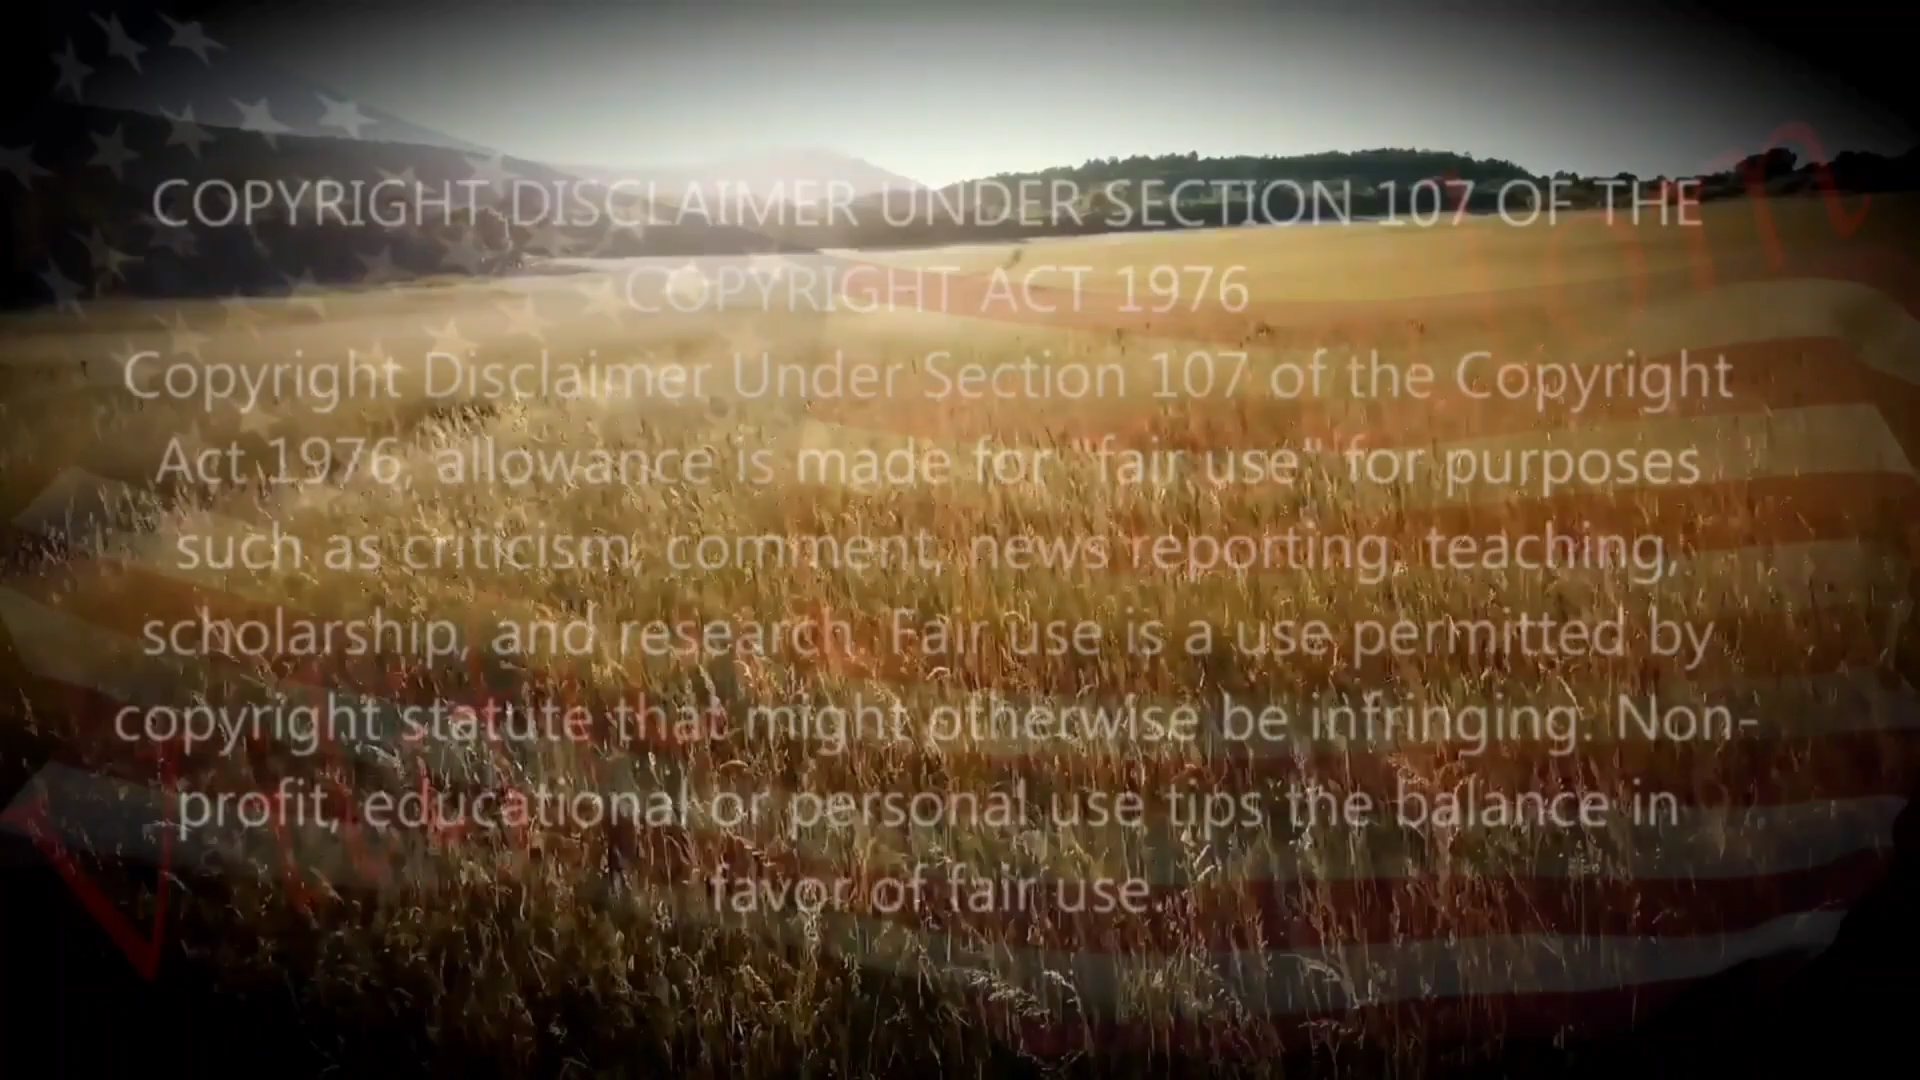 COPYRIGHT DISCLAIMER UNDER SECTION 107 OF THE
COPYRIGHT ACT 1976
Copyright Disclaimer Under Section 107 of the Copyright
Act 1976, allowance is made for "fair use" for purposes
such as criticism, comment, news reporting, teaching,
scholarship, and research. Fair use is a use permitted by
copyright statute that might otherwise be infringing. Non-
profit, educational or personal use tips the balance in
favor of fair use.